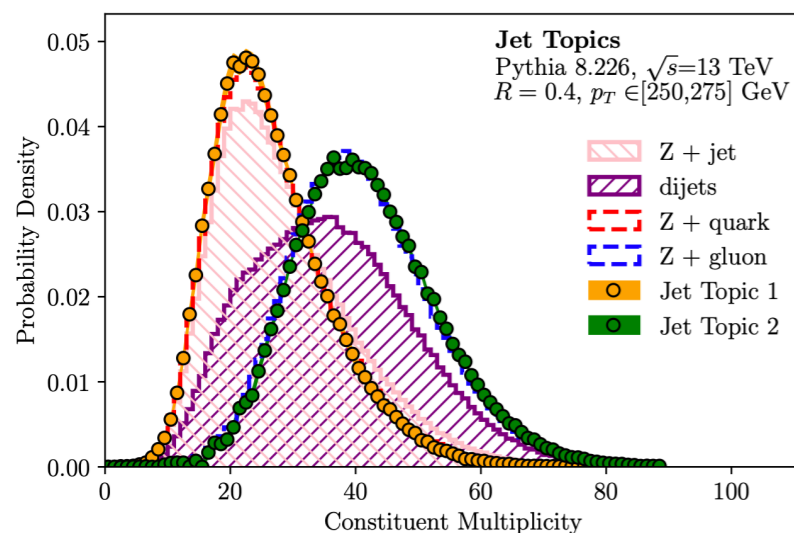 Jet Topics
Pythia 8.226, √s=13 TeV
R = 0.4, p_T ∈[250,275] GeV
Z + jet
dijets
Z + quark
Z + gluon
Jet Topic 1
Jet Topic 2
Probability Density
0.05
0.04
0.03
0.02
0.01
0.00
0 20 40 60 80 100
Constituent Multiplicity